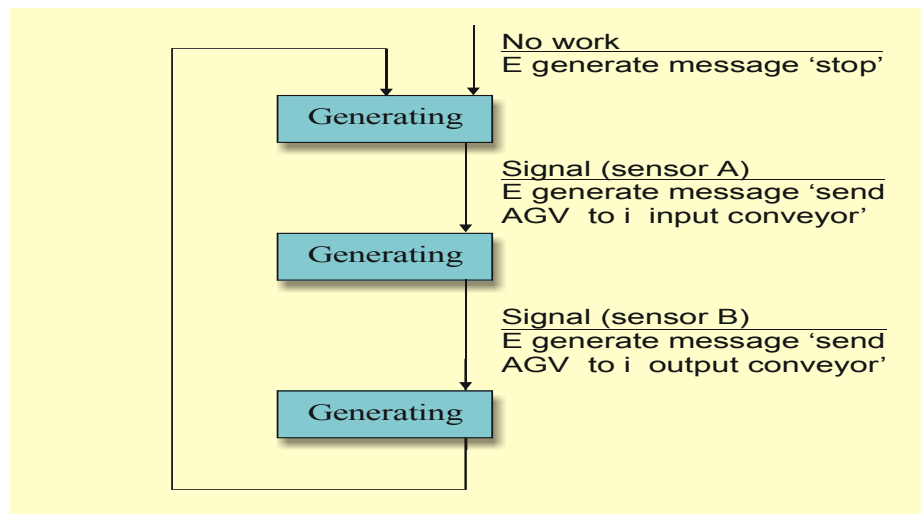 No work
E generate message ‘stop’
Generating
Signal (sensor A)
E generate message ‘send
AGV to i input conveyor’
Generating
Signal (sensor B)
E generate message ‘send
AGV to i output conveyor’
Generating